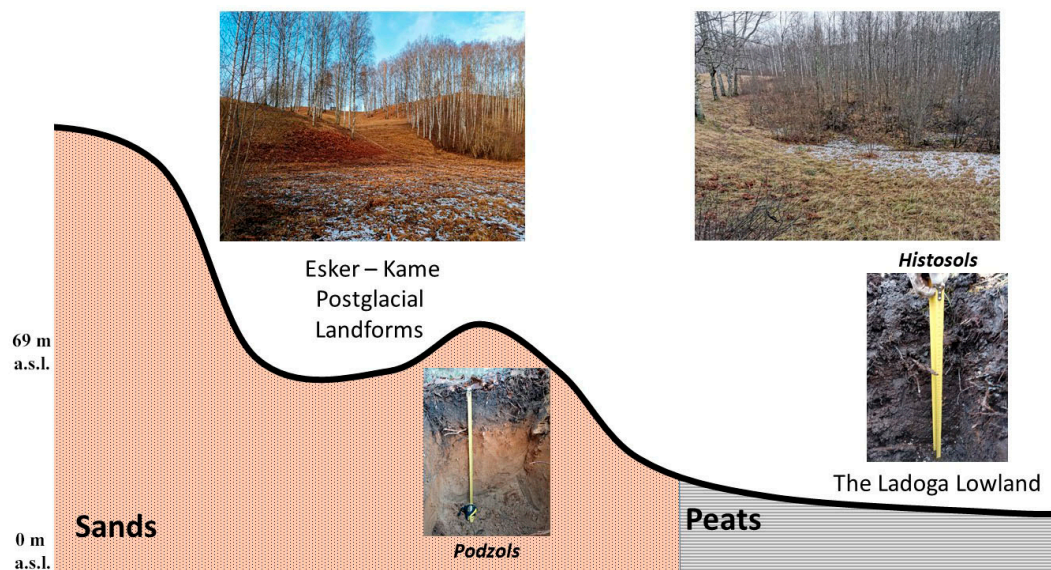 Esker – Kame
Postglacial
Landforms
Histosols
69 m
a.s.l.
The Ladoga Lowland
Sands
Peats
Podzols
0 m
a.s.l.